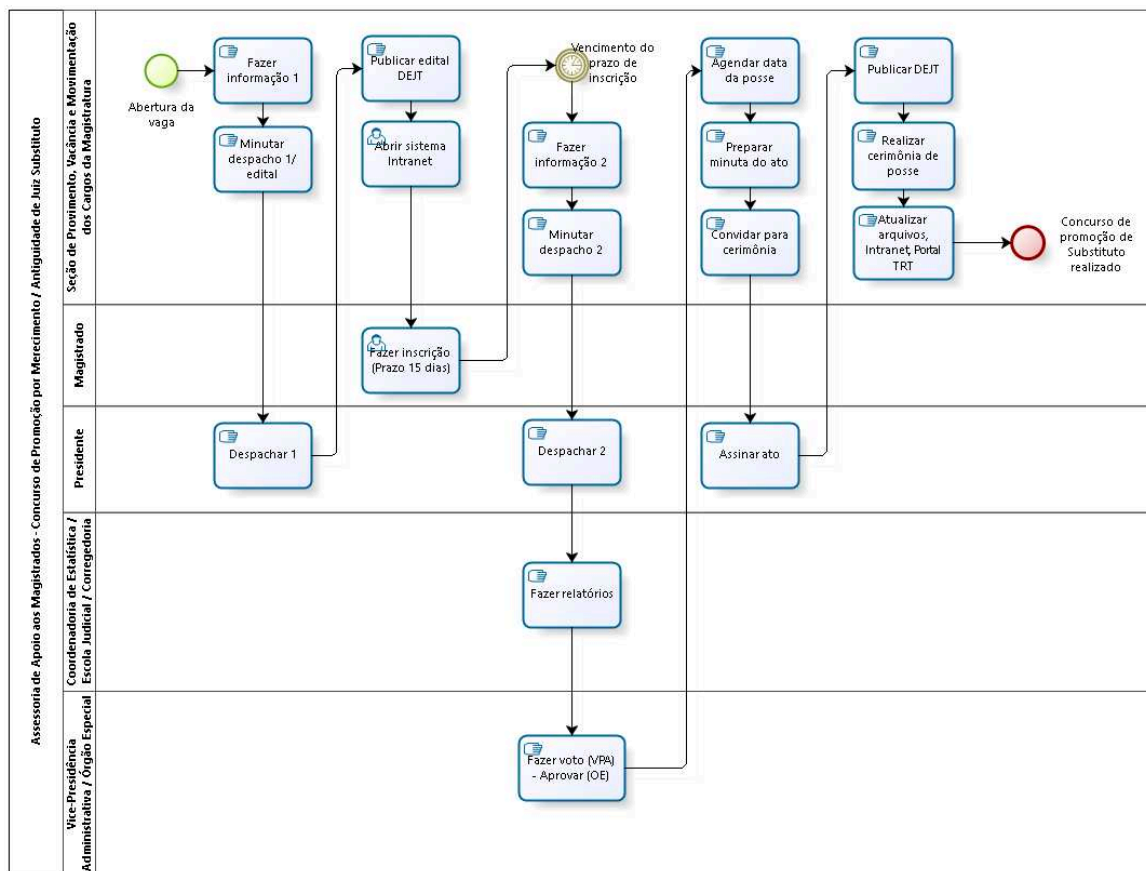 Assessoria de Apoio aos Magistrados - Concurso de Promoção por Merecimento / Antiguidade de Juiz Substituto
Seção de Provimento, Vacância e Movimentação
dos Cargos da Magistratura
Abertura da
vaga
Fazer
informação 1
Minutar
despacho 1/
edital
Publicar edital
DEJT
Abrir sistema
Intranet
Vencimento do
prazo de
inscrição
Fazer
informação 2
Minutar
despacho 2
Agendar data
da posse
Preparar
minuta do ato
Convidar para
cerimônia
Publicar DEJT
Realizar
cerimônia de
posse
Atualizar
arquivos,
Intranet, Portal
TRT
Concurso de
promoção de
Substituto
realizado
Magistrado
Fazer inscrição
(Prazo 15 dias)
Presidente
Despachar 1
Despachar 2
Assinar ato
Coordenadoria de Estatística /
Escola Judicial / Corregedoria
Fazer relatórios
Vice-Presidência
Administrativa / Órgão Especial
Fazer voto (VPA)
- Aprovar (OE)